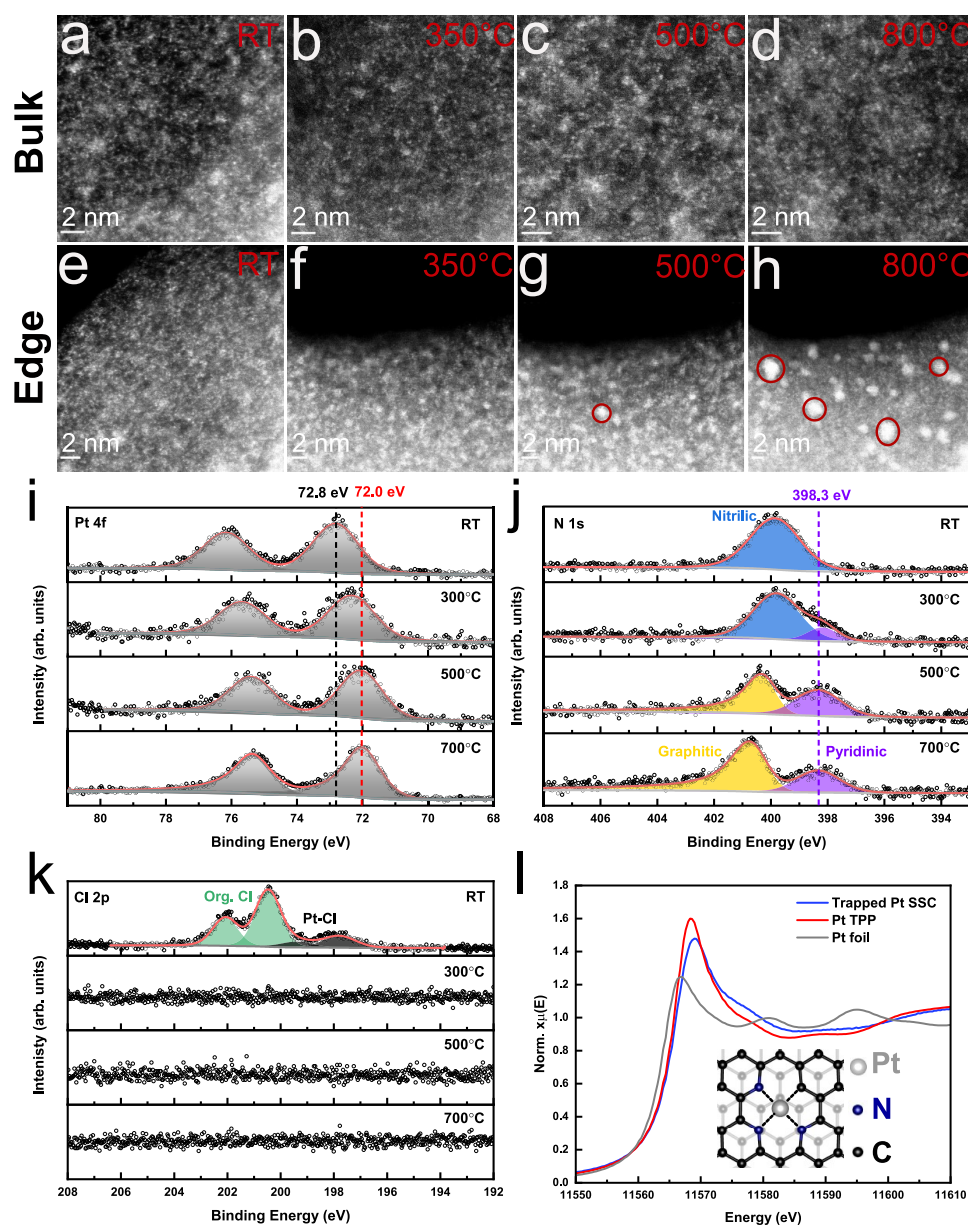 Bulk
a RT
b 350°C
c 500°C
d 800°C
2 nm
2 nm
2 nm
2 nm
Edge
e RT
f 350°C
g 500°C
h 800°C
2 nm
2 nm
2 nm
2 nm
i
72.8 eV 72.0 eV
Pt 4f RT
300°C
500°C
700°C
Intensity (arb. units)
80 78 76 74 72 70 68
Binding Energy (eV)
j
398.3 eV
N 1s Nitrilic RT
300°C
500°C
Graphitic Pyridinic 700°C
Intensity (arb. units)
408 406 404 402 400 398 396 394
Binding Energy (eV)
k
Cl 2p Org. Cl Pt-Cl RT
300°C
500°C
700°C
Intenisty (arb. units)
208 206 204 202 200 198 196 194 192
Binding Energy (eV)
l
Trapped Pt SSC
Pt TPP
Pt foil
1.8
1.6
1.4
1.2
1.0
0.8
0.6
0.4
0.2
0.0
Norm. xμ(E)
Pt
N
C
11550 11560 11570 11580 11590 11600 11610
Energy (eV)